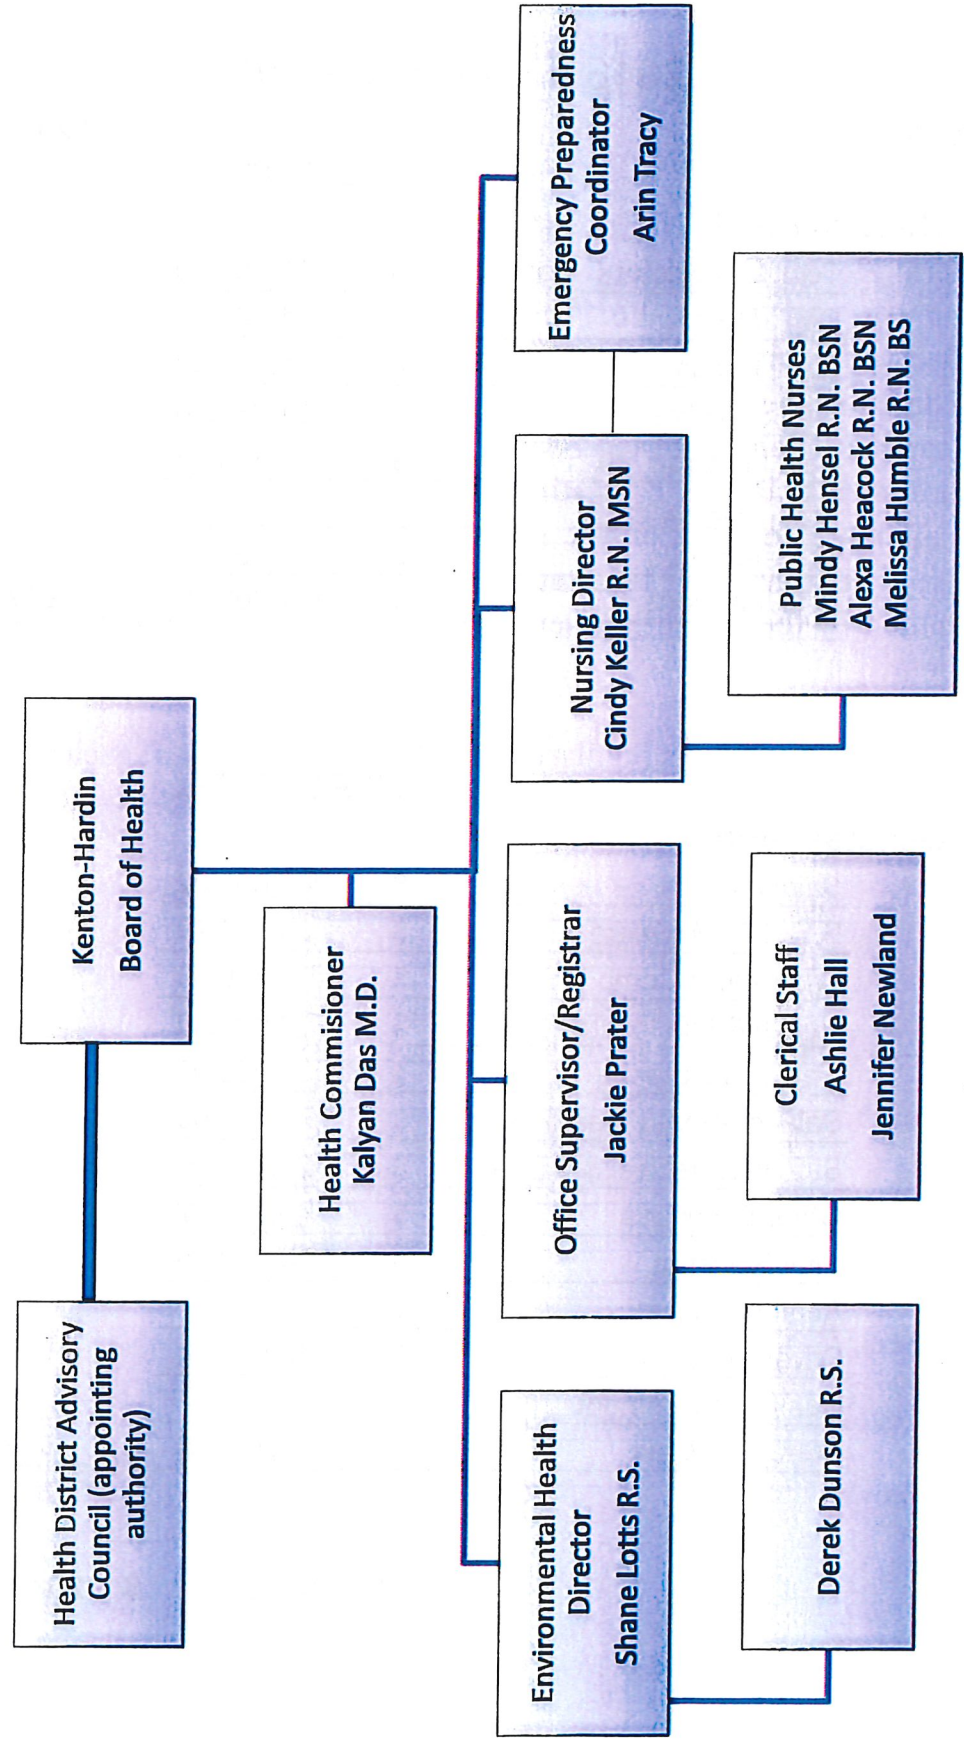 Health District Advisory
Council (appointing
authority)
Kenton-Hardin
Board of Health
Health Commisioner
Kalyan Das M.D.
Environmental Health
Director
Shane Lotts R.S.
Office Supervisor/Registrar
Jackie Prater
Nursing Director
Cindy Keller R.N. MSN
Emergency Preparedness
Coordinator
Arin Tracy
Derek Dunson R.S.
Clerical Staff
Ashlie Hall
Jennifer Newland
Public Health Nurses
Mindy Hensel R.N. BSN
Alexa Heacock R.N. BSN
Melissa Humble R.N. BS